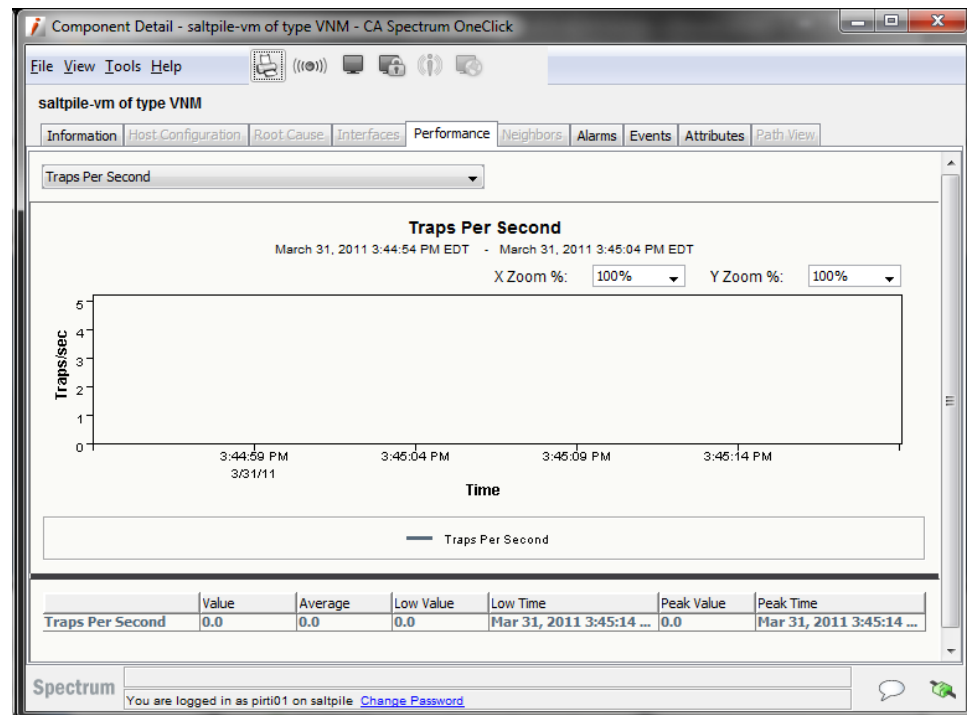 Component Detail - saltpile-vm of type VNM - CA Spectrum OneClick
File View Tools Help
saltpile-vm of type VNM
Information Host Configuration Root Cause Interfaces Performance Neighbors Alarms Events Attributes Path View
Traps Per Second
Traps Per Second
March 31, 2011 3:44:54 PM EDT - March 31, 2011 3:45:04 PM EDT
X Zoom %: 100% Y Zoom %: 100%
Traps/sec
5
4
3
2
1
0
3:44:59 PM 3:45:04 PM 3:45:09 PM 3:45:14 PM
3/31/11
Time
Traps Per Second
Value Average Low Value Low Time Peak Value Peak Time
Traps Per Second 0.0 0.0 0.0 Mar 31, 2011 3:45:14 ... 0.0 Mar 31, 2011 3:45:14 ...
Spectrum
You are logged in as pirti01 on saltpile Change Password